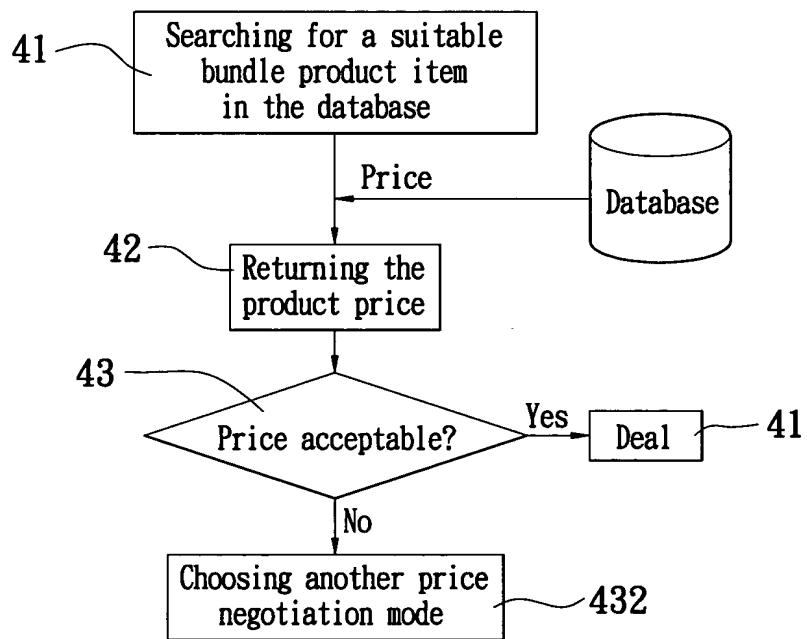 41
Searching for a suitable
bundle product item
in the database
Price
Database
42
Returning the
product price
43
Price acceptable?
Yes
Deal
41
No
Choosing another price
negotiation mode
432